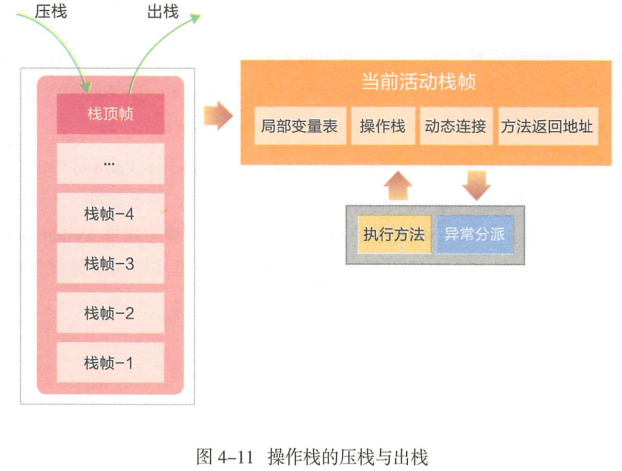 压栈 出栈
当前活动栈帧
栈顶帧
局部变量表 操作栈 动态连接 方法返回地址
...
栈帧-4
执行方法 异常分派
栈帧-3
栈帧-2
栈帧-1
图 4-11 操作栈的压栈与出栈